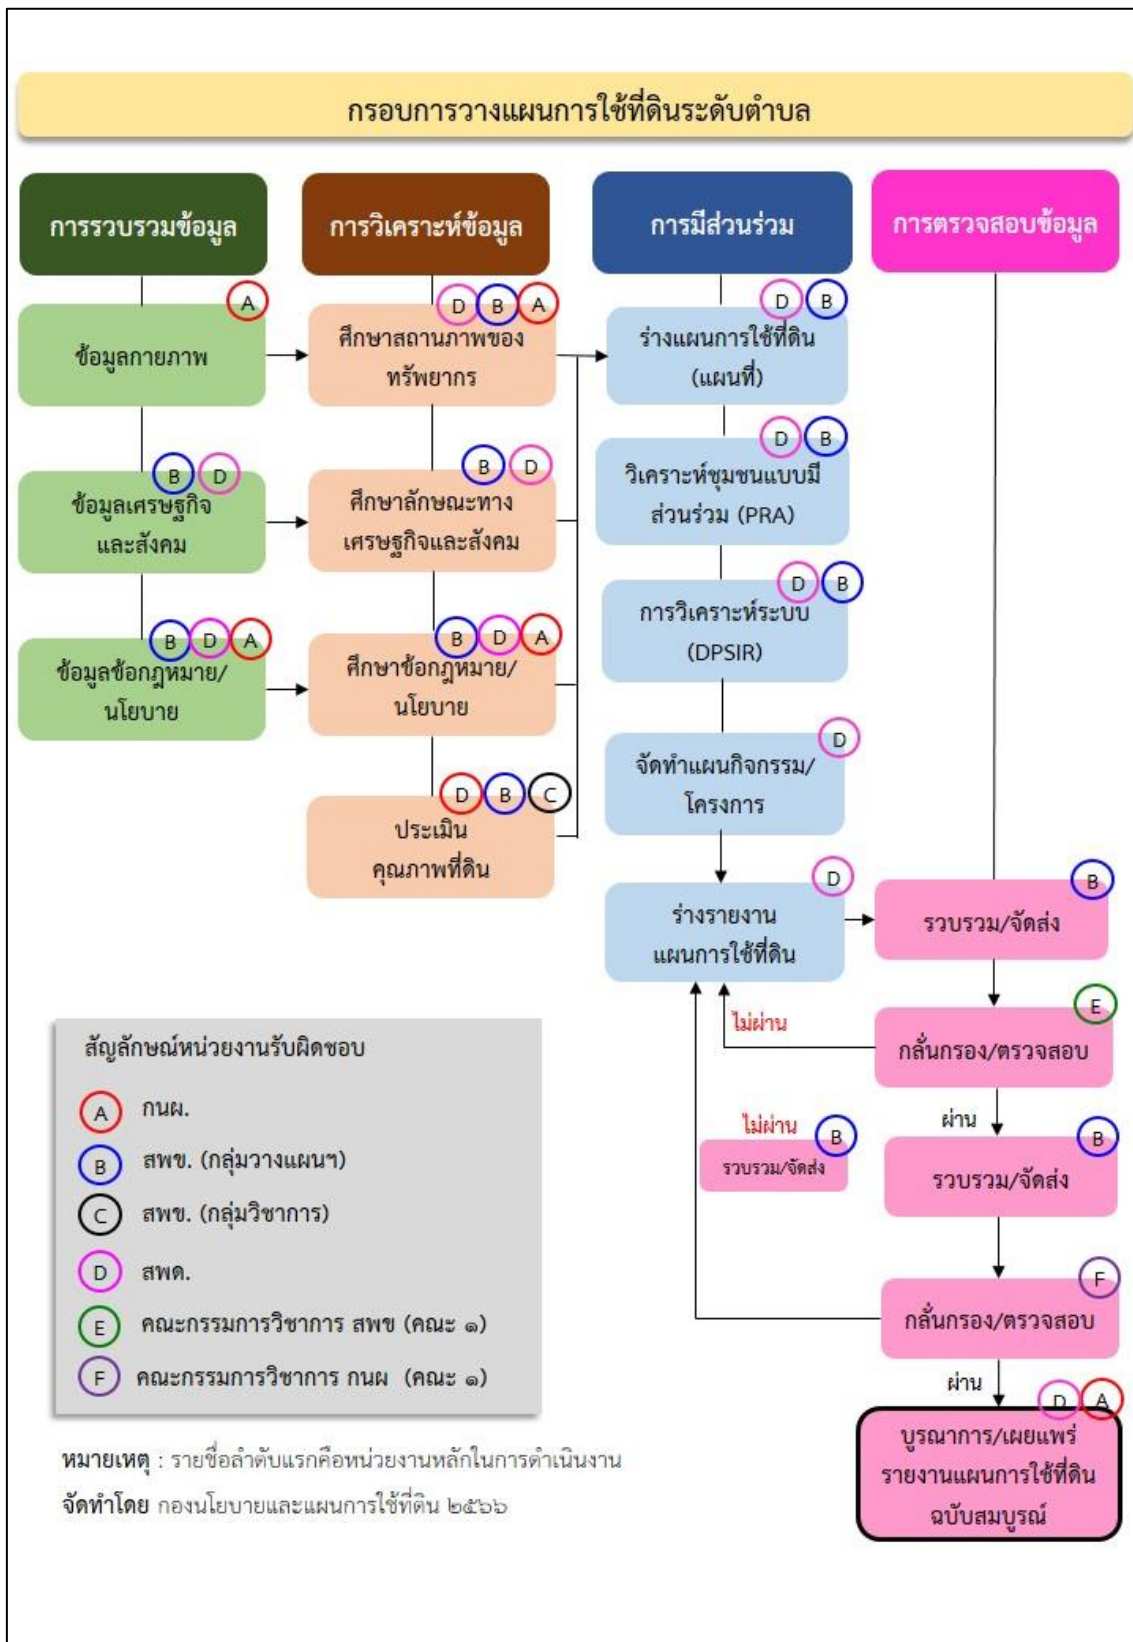 กรอบการวางแผนการใช้ที่ดินระดับตำบล
การรวบรวมข้อมูล
A
ข้อมูลกายภาพ
B D
ข้อมูลเศรษฐกิจ
และสังคม
B D A
ข้อมูลข้อกฎหมาย/
นโยบาย
การวิเคราะห์ข้อมูล
D B A
ศึกษาสถานภาพของ
ทรัพยากร
B D
ศึกษาลักษณะทาง
เศรษฐกิจและสังคม
B D A
ศึกษาข้อกฎหมาย/
นโยบาย
D B C
ประเมิน
คุณภาพที่ดิน
การมีส่วนร่วม
D B
ร่างแผนการใช้ที่ดิน
(แผนที่)
D B
วิเคราะห์ชุมชนแบบมี
ส่วนร่วม (PRA)
D B
การวิเคราะห์ระบบ
(DPSIR)
D
จัดทำแผนกิจกรรม/
โครงการ
D
ร่างรายงาน
แผนการใช้ที่ดิน
การตรวจสอบข้อมูล
B
รวบรวม/จัดส่ง
E
ไม่ผ่าน
กลั่นกรอง/ตรวจสอบ
ผ่าน
ไม่ผ่าน
B
รวบรวม/จัดส่ง
B
รวบรวม/จัดส่ง
F
กลั่นกรอง/ตรวจสอบ
ผ่าน
D A
บูรณาการ/เผยแพร่
รายงานแผนการใช้ที่ดิน
ฉบับสมบูรณ์
สัญลักษณ์หน่วยงานรับผิดชอบ
A กนผ.
B สพข. (กลุ่มวางแผนฯ)
C สพข. (กลุ่มวิชาการ)
D สพด.
E คณะกรรมการวิชาการ สพข (คณะ ๑)
F คณะกรรมการวิชาการ กนผ (คณะ ๑)
หมายเหตุ : รายชื่อลำดับแรกคือหน่วยงานหลักในการดำเนินงาน
จัดทำโดย กองนโยบายและแผนการใช้ที่ดิน ๒๕๖๖